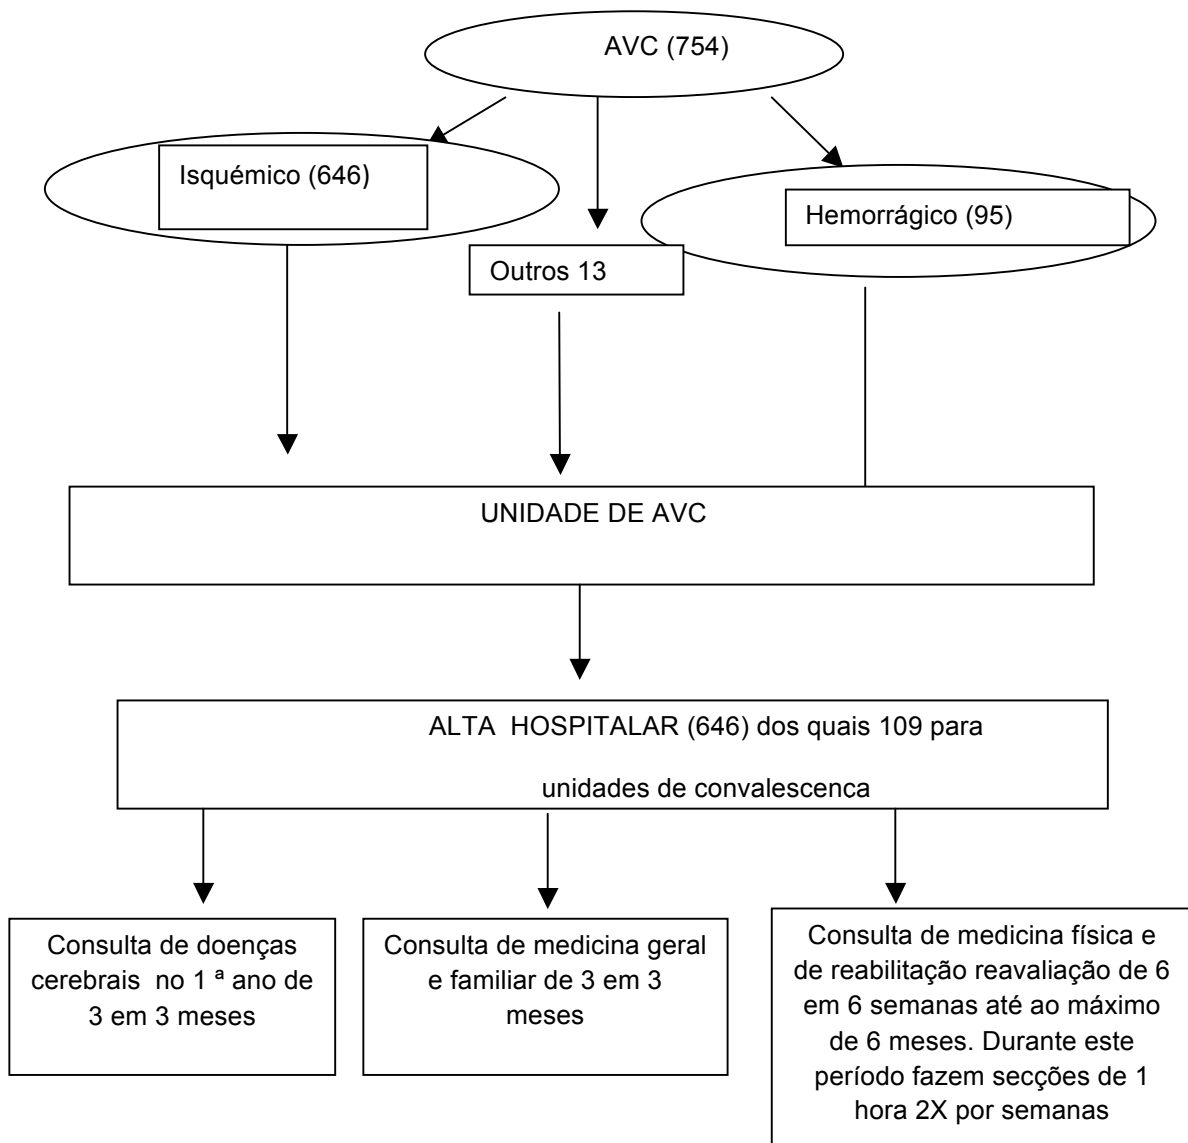 AVC (754)
Isquémico (646)
Hemorrágico (95)
Outros 13
UNIDADE DE AVC
ALTA HOSPITALAR (646) dos quais 109 para
unidades de convalescenca
Consulta de doenças
cerebrais no 1 ª ano de
3 em 3 meses
Consulta de medicina geral
e familiar de 3 em 3
meses
Consulta de medicina física e
de reabilitação reavaliação de 6
em 6 semanas até ao máximo
de 6 meses. Durante este
período fazem secções de 1
hora 2X por semanas